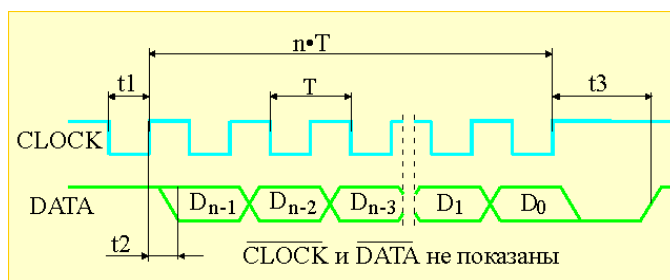 n•T
t1
T
t3
CLOCK
DATA
Dn-1
Dn-2
Dn-3
D1
D0
t2
CLOCK и DATA не показаны